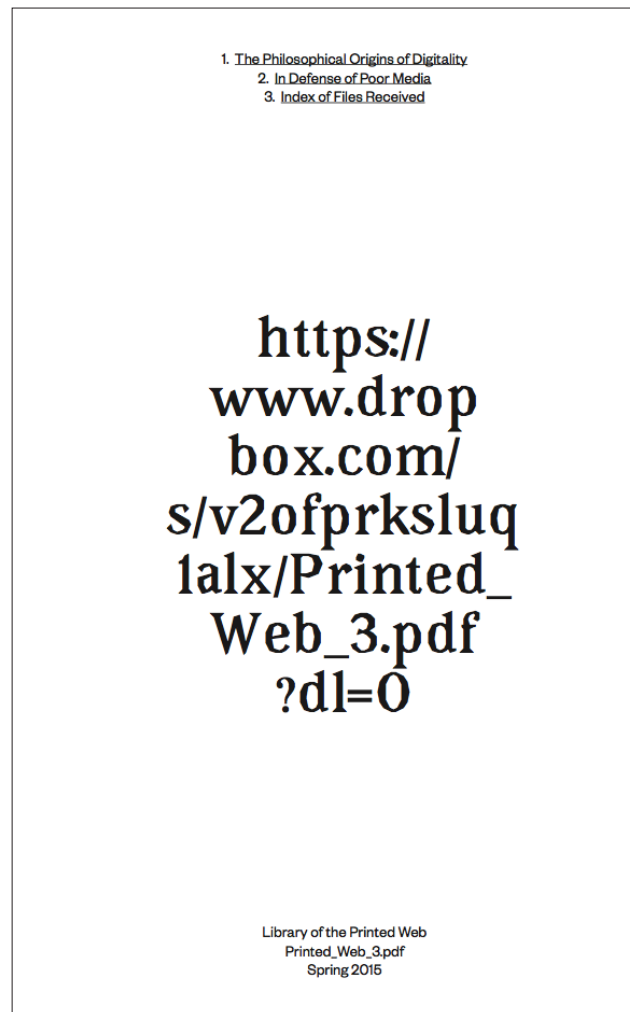 1. The Philosophical Origins of Digitality
2. In Defense of Poor Media
3. Index of Files Received
https://
www.drop
box.com/
s/v2ofprksluq
1alx/Printed_
Web_3.pdf
?dl=0
Library of the Printed Web
Printed_Web_3.pdf
Spring 2015